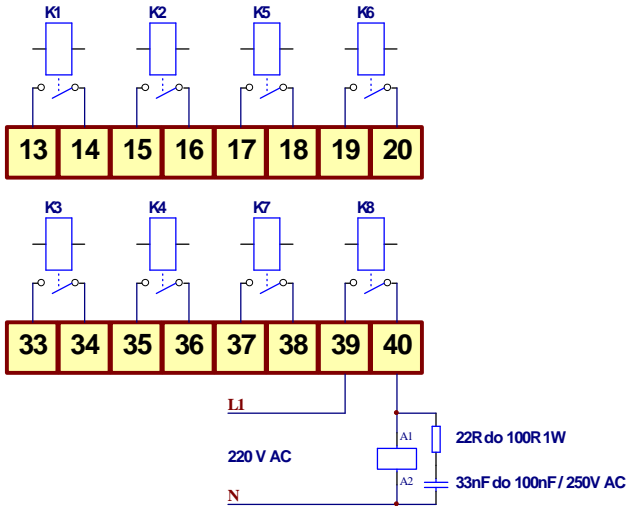 K1 K2 K5 K6
13 14 15 16 17 18 19 20
K3 K4 K7 K8
33 34 35 36 37 38 39 40
L1
A1
22R do 100R 1W
220 V AC
A2
33nF do 100nF / 250V AC
N